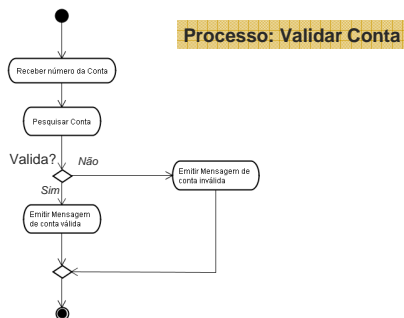 Processo: Validar Conta
Receber número da Conta
Pesquisar Conta
Valida?
Não
Sim
Emitir Mensagem de
conta inválida
Emitir Mensagem
de conta válida